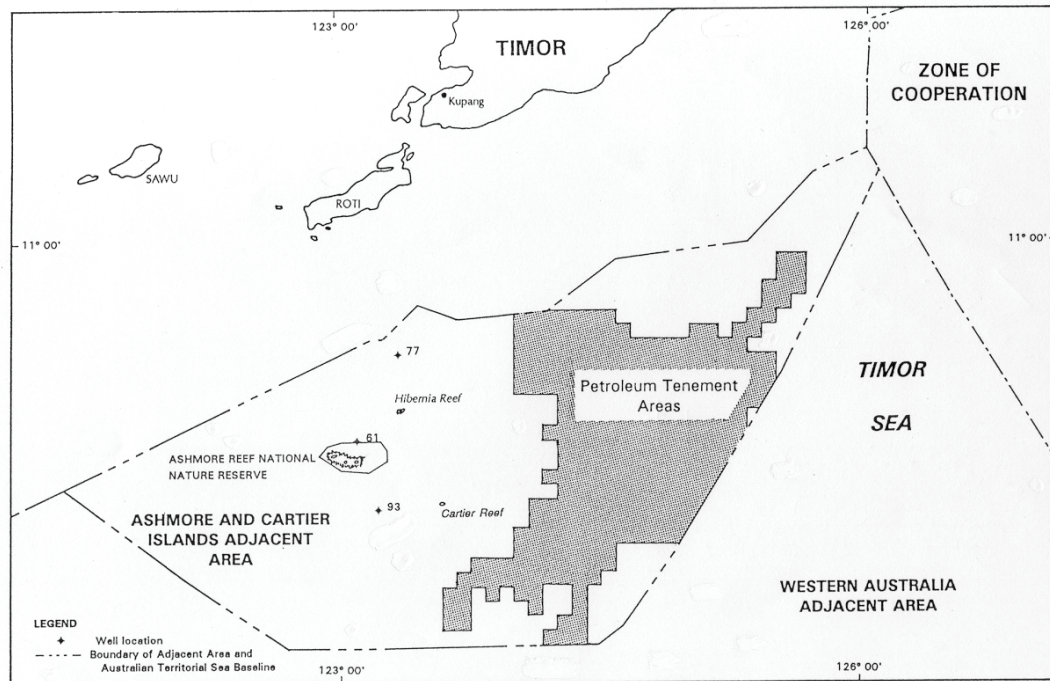 123° 00'
126° 00'
TIMOR
ZONE OF
COOPERATION
Kupang
SAWU
ROTI
11° 00'
11° 00'
77
Petroleum Tenement
Areas
TIMOR
SEA
Hibernia Reef
61
ASHMORE REEF NATIONAL
NATURE RESERVE
93
Cartier Reef
ASHMORE AND CARTIER
ISLANDS ADJACENT
AREA
WESTERN AUSTRALIA
ADJACENT AREA
LEGEND
Well location
Boundary of Adjacent Area and
Australian Territorial Sea Baseline
123° 00'
126° 00'